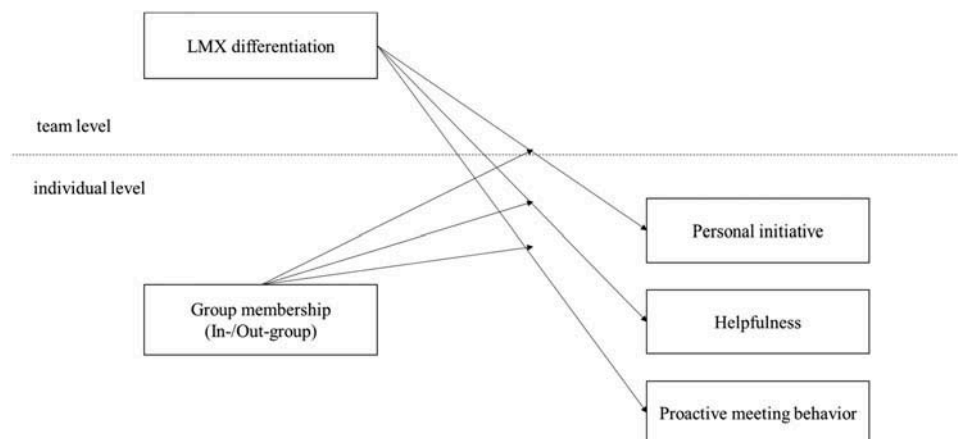 LMX differentiation
team level
individual level
Personal initiative
Group membership
(In-/Out-group)
Helpfulness
Proactive meeting behavior